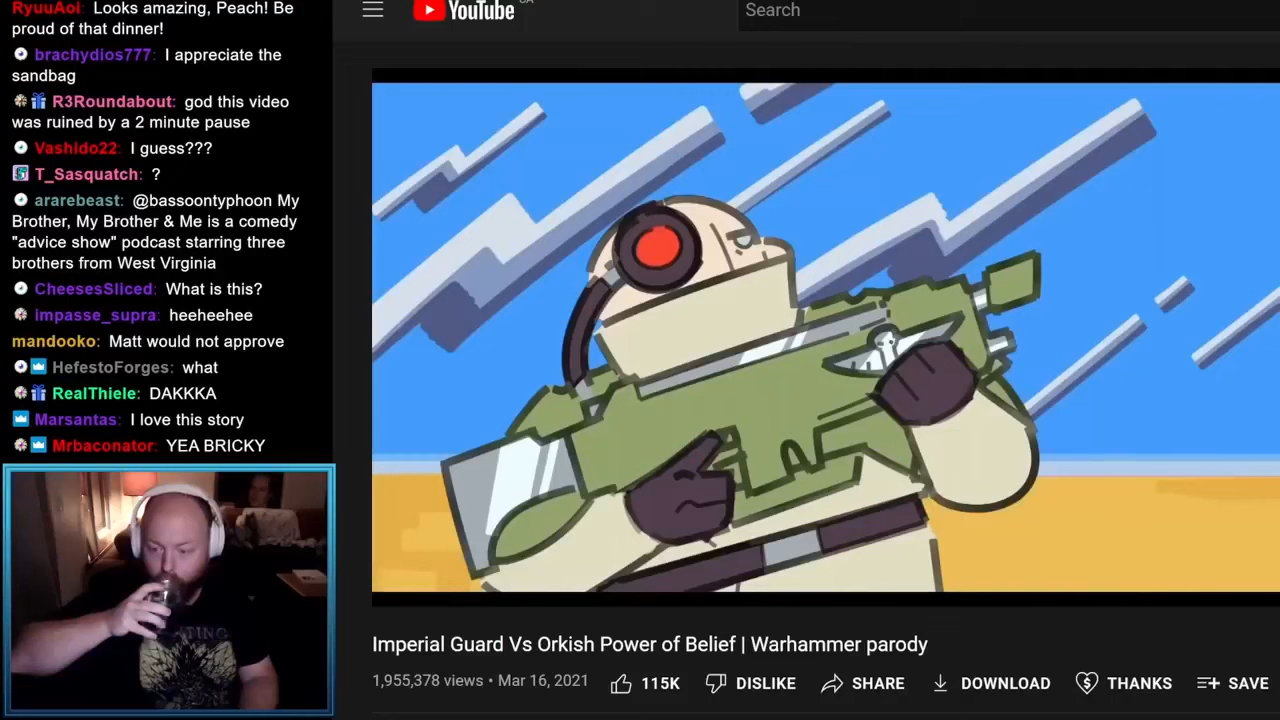 RyuuAoi: Looks amazing, Peach! Be
proud of that dinner!
brachydios777: I appreciate the
sandbag
R3Roundabout: god this video
was ruined by a 2 minute pause
Vashido22: I guess???
T_Sasquatch: ?
ararebeast: @bassoontyphoon My
Brother, My Brother & Me is a comedy
"advice show" podcast starring three
brothers from West Virginia
CheesesSliced: What is this?
impasse_supra: heeheehee
mandooko: Matt would not approve
HefestoForges: what
RealThiele: DAKKKA
Marsantas: I love this story
Mrbaconator: YEA BRICKY
YouTube
Search
Imperial Guard Vs Orkish Power of Belief | Warhammer parody
1,955,378 views • Mar 16, 2021
115K
DISLIKE
SHARE
DOWNLOAD
THANKS
SAVE